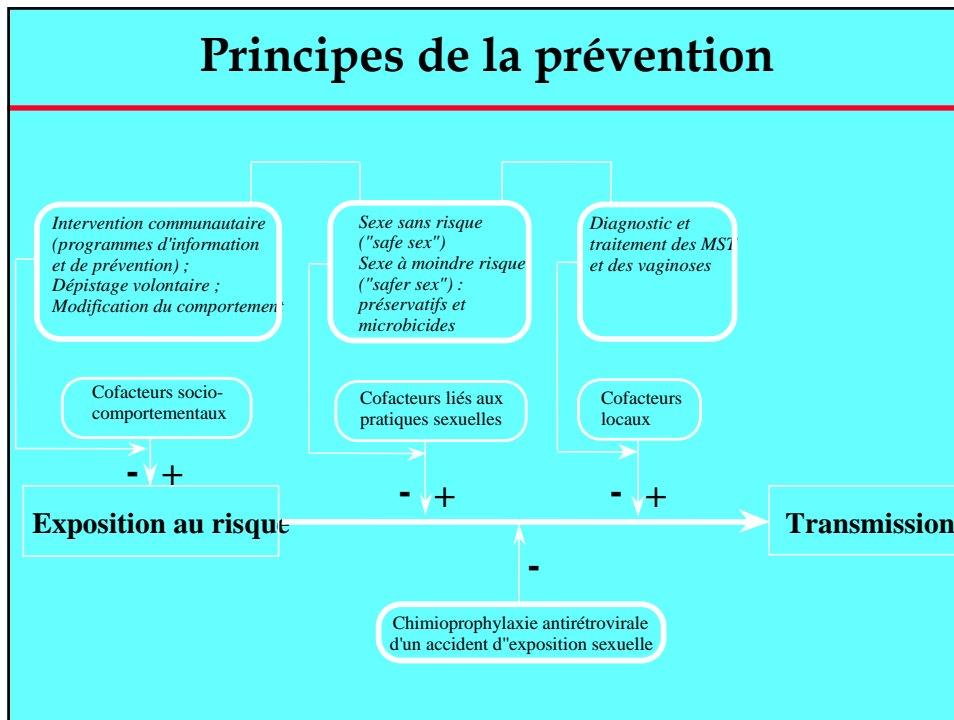 Principes de la prévention
Intervention communautaire
(programmes d'information
et de prévention) ;
Dépistage volontaire ;
Modification du comportement
Sexe sans risque
("safe sex")
Sexe à moindre risque
("safer sex") :
préservatifs et
microbicides
Diagnostic et
traitement des MST
et des vaginoses
Cofacteurs socio-
comportementaux
Cofacteurs liés aux
pratiques sexuelles
Cofacteurs
locaux
- +
- +
- +
Exposition au risque
Transmission
-
Chimioprophylaxie antirétrovirale
d'un accident d"exposition sexuelle